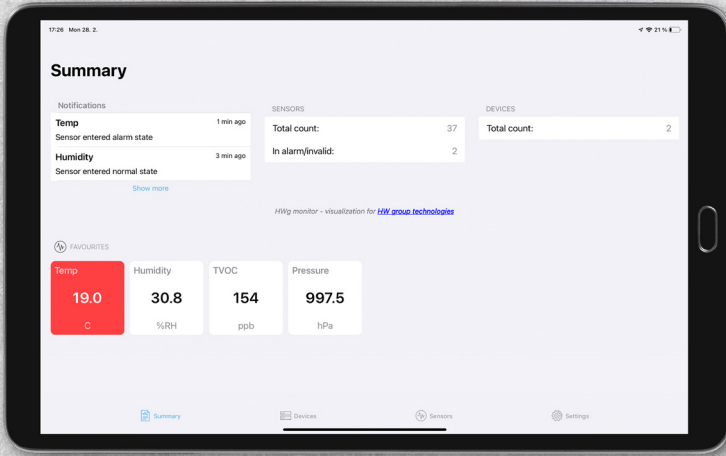 17:26 Mon 28. 2.
21 %
Summary
Notifications
Temp 1 min ago
Sensor entered alarm state
Humidity 3 min ago
Sensor entered normal state
Show more
SENSORS
Total count: 37
In alarm/invalid: 2
DEVICES
Total count: 2
HWg monitor - visualization for HW group technologies
FAVOURITES
Temp
19.0
C
Humidity
30.8
%RH
TVOC
154
ppb
Pressure
997.5
hPa
Summary
Devices
Sensors
Settings